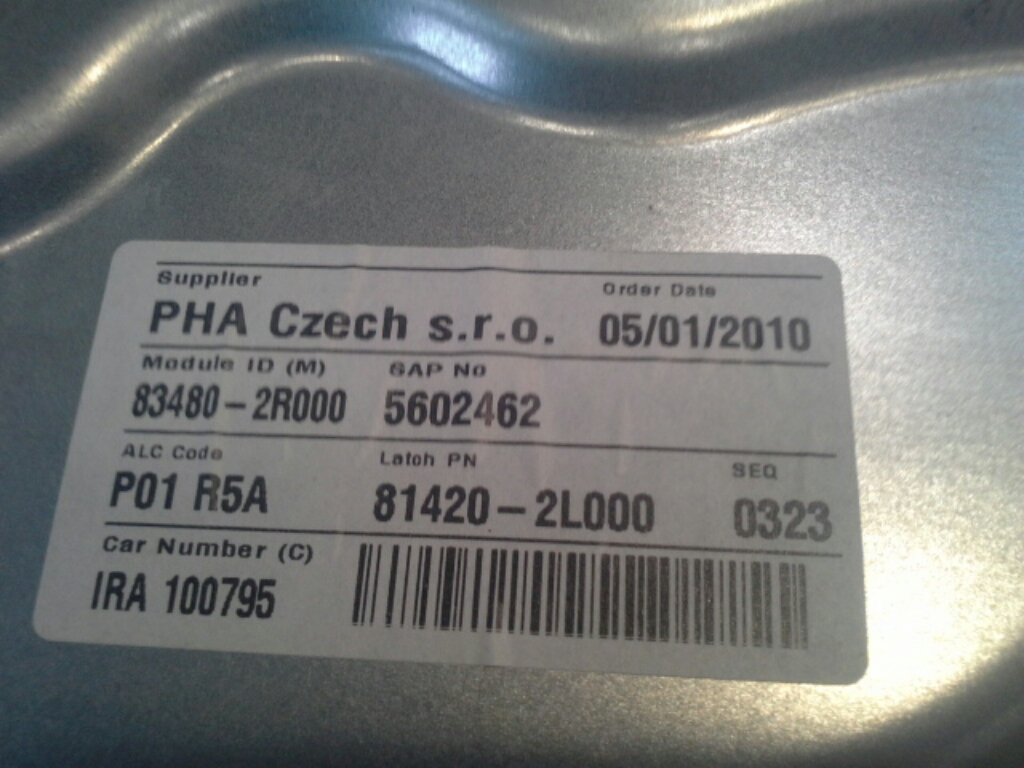 Supplier Order Date
PHA Czech s.r.o. 05/01/2010
Module ID (M) SAP No
83480-2R000 5602462
ALC Code Latch PN SEQ
P01 R5A 81420-2L000 0323
Car Number (C)
IRA 100795